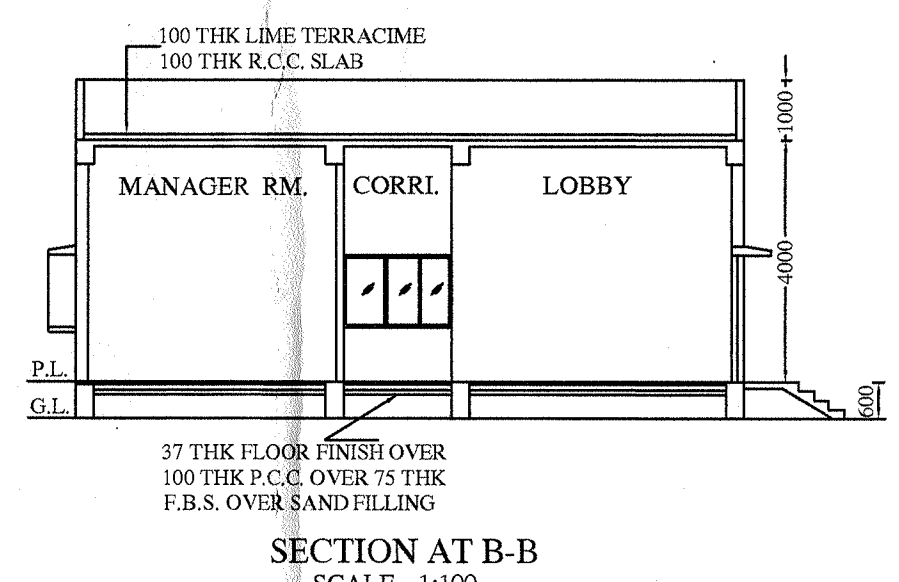 100 THK LIME TERRACIME
100 THK R.C.C. SLAB
1000
MANAGER RM.
CORRI.
LOBBY
4000
P.L.
G.L.
600
37 THK FLOOR FINISH OVER
100 THK P.C.C. OVER 75 THK
F.B.S. OVER SAND FILLING
SECTION AT B-B
SCALE 1:100